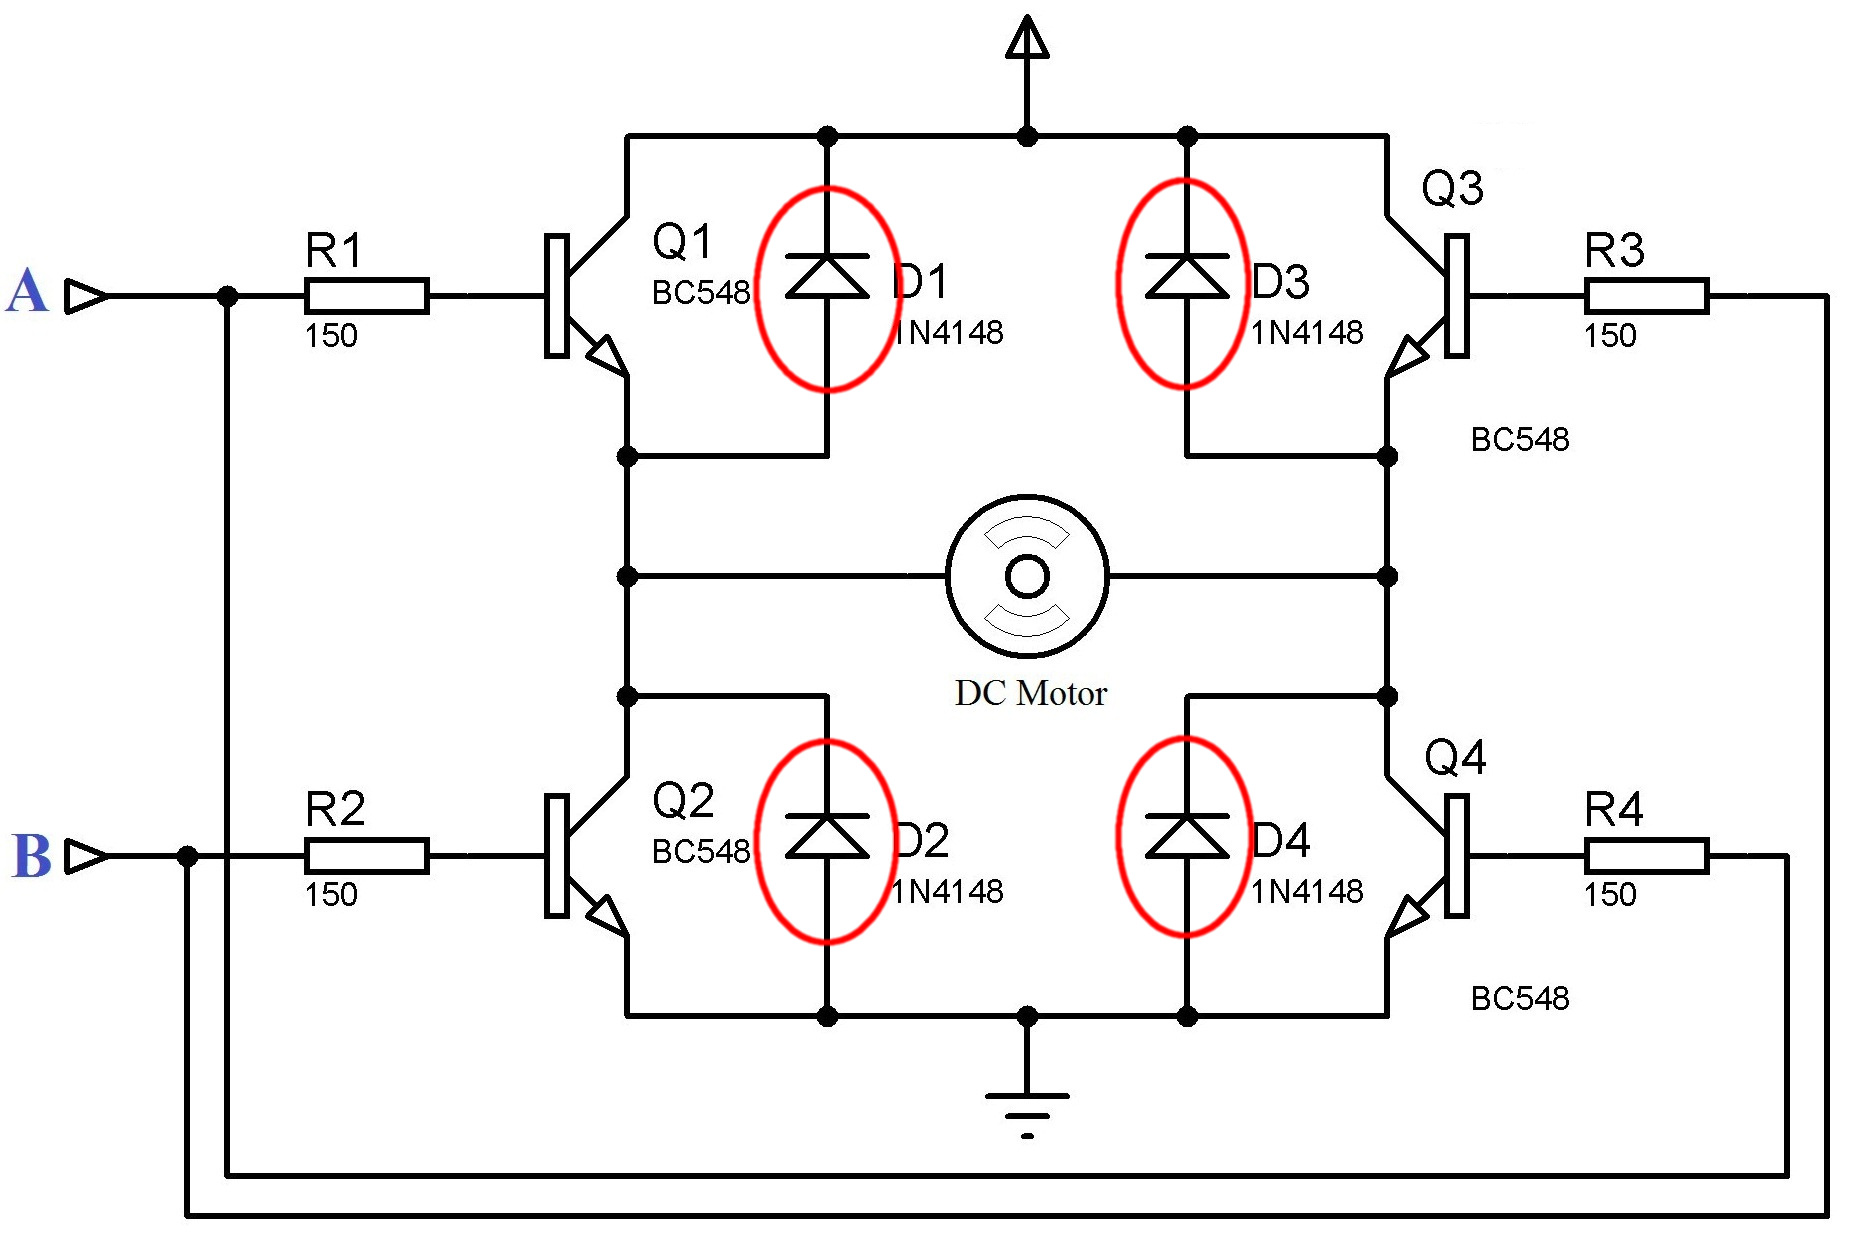 Q3
Q1
BC548
R1
A
150
D1
1N4148
D3
1N4148
R3
150
BC548
DC Motor
Q4
Q2
BC548
R2
B
150
D2
1N4148
D4
1N4148
R4
150
BC548